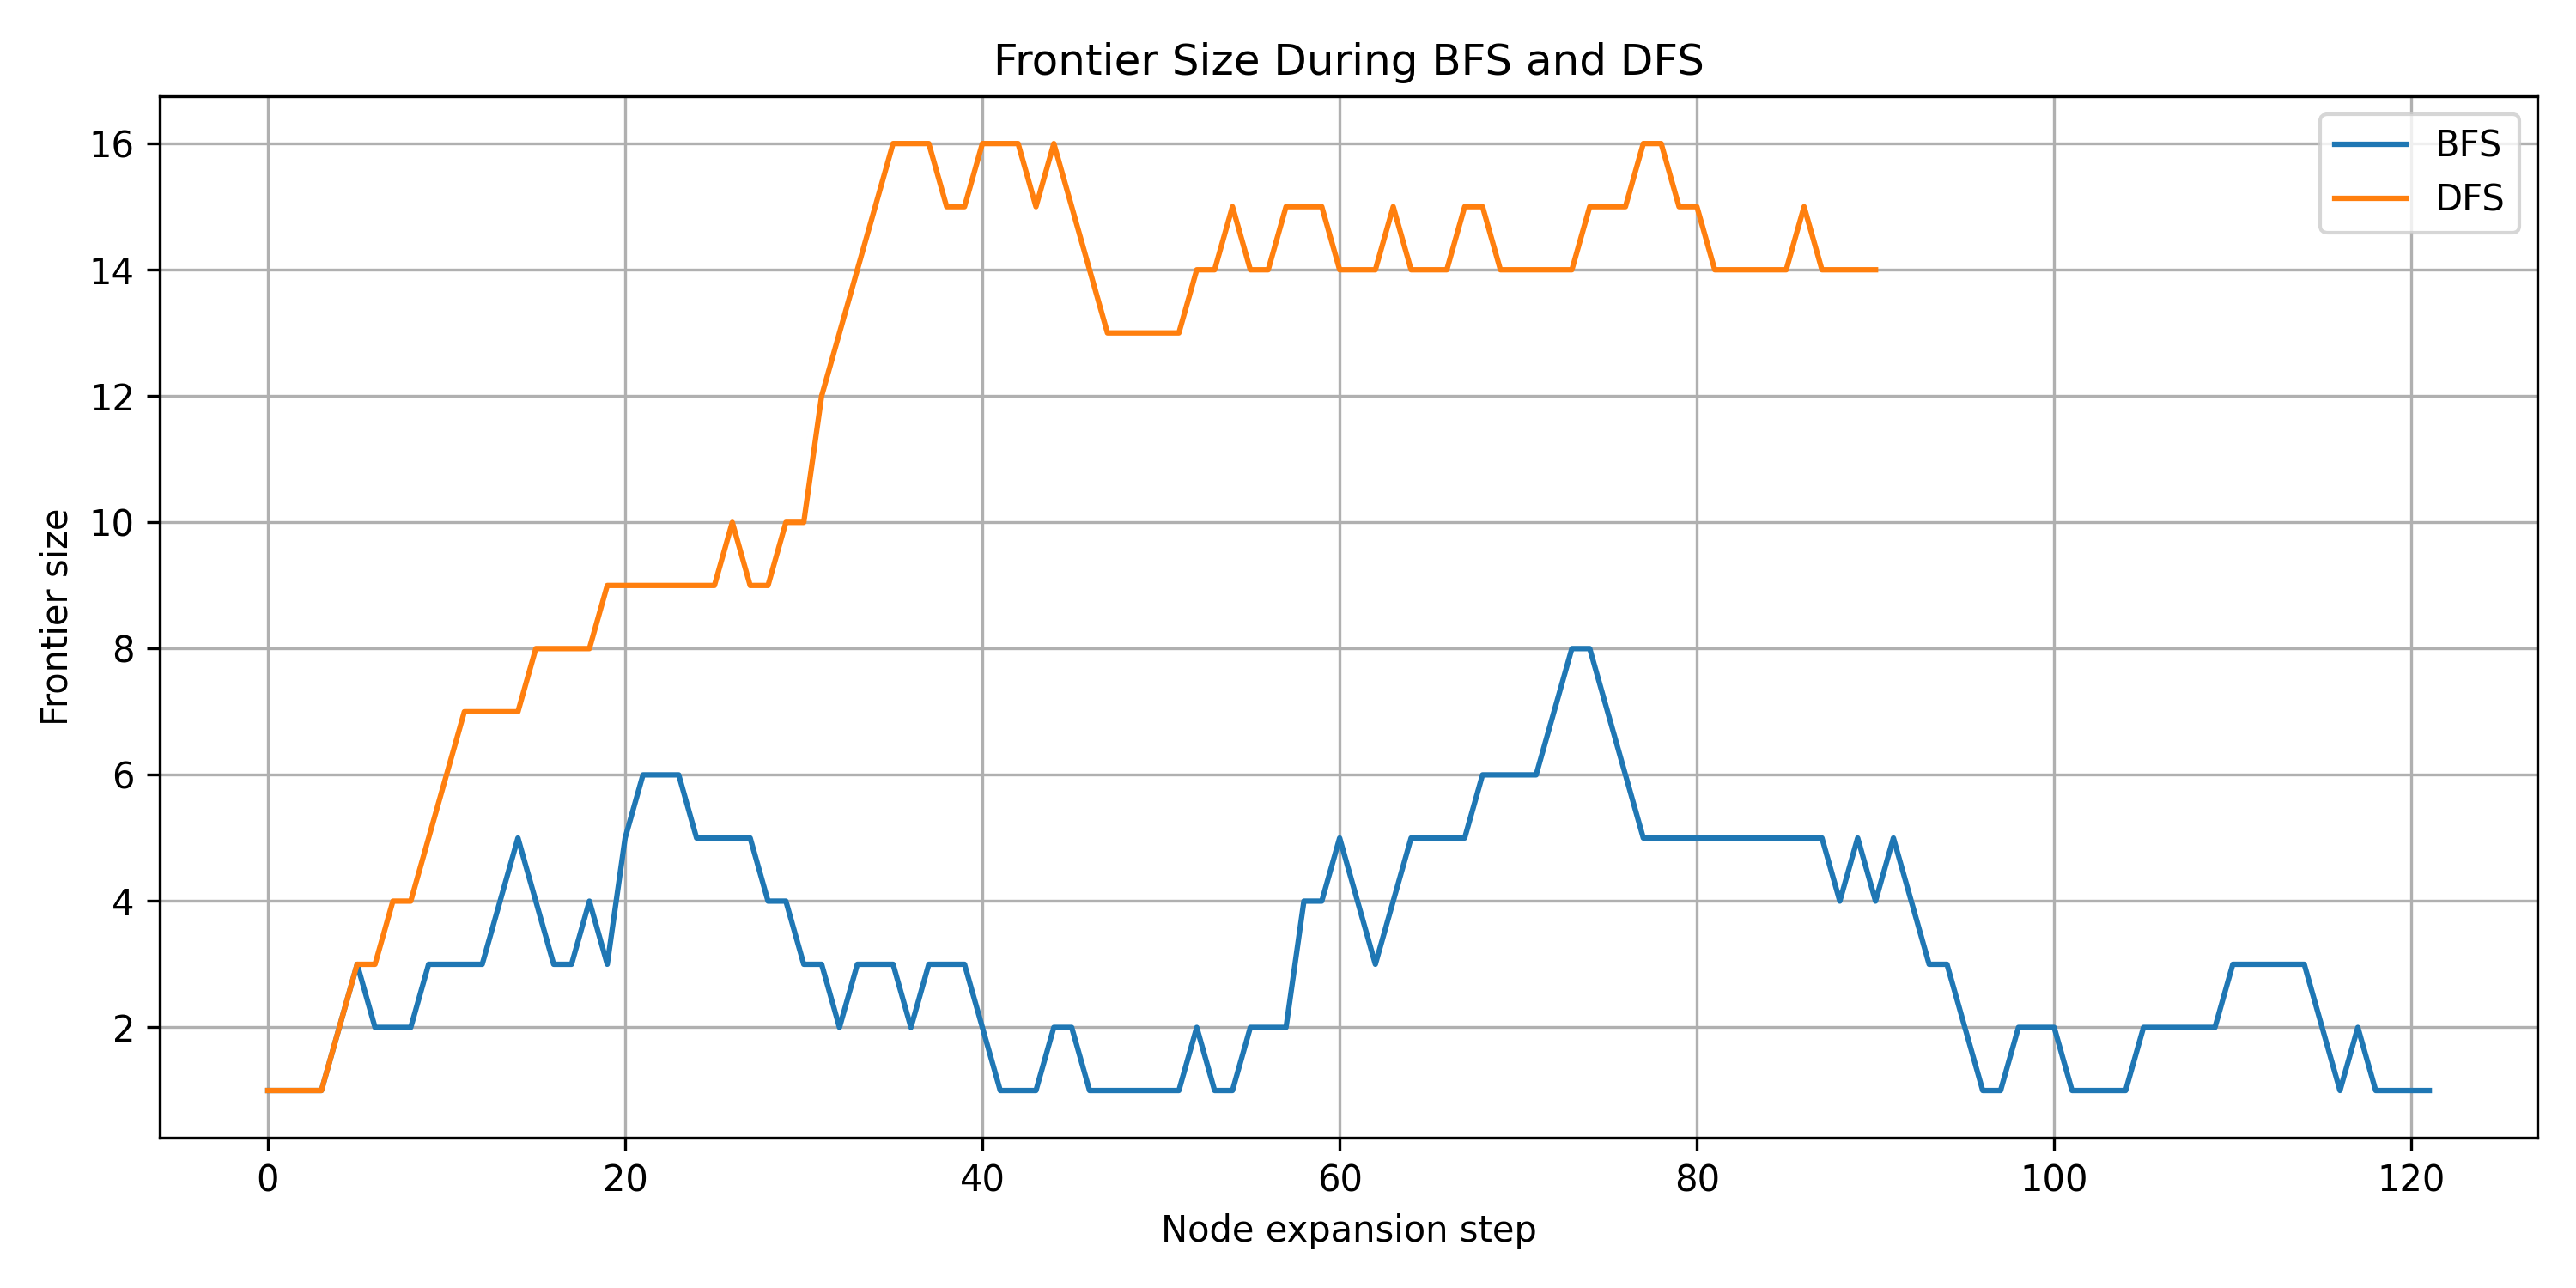 Frontier Size During BFS and DFS
BFS
DFS
Frontier size
16
14
12
10
8
6
4
2
0 20 40 60 80 100 120
Node expansion step